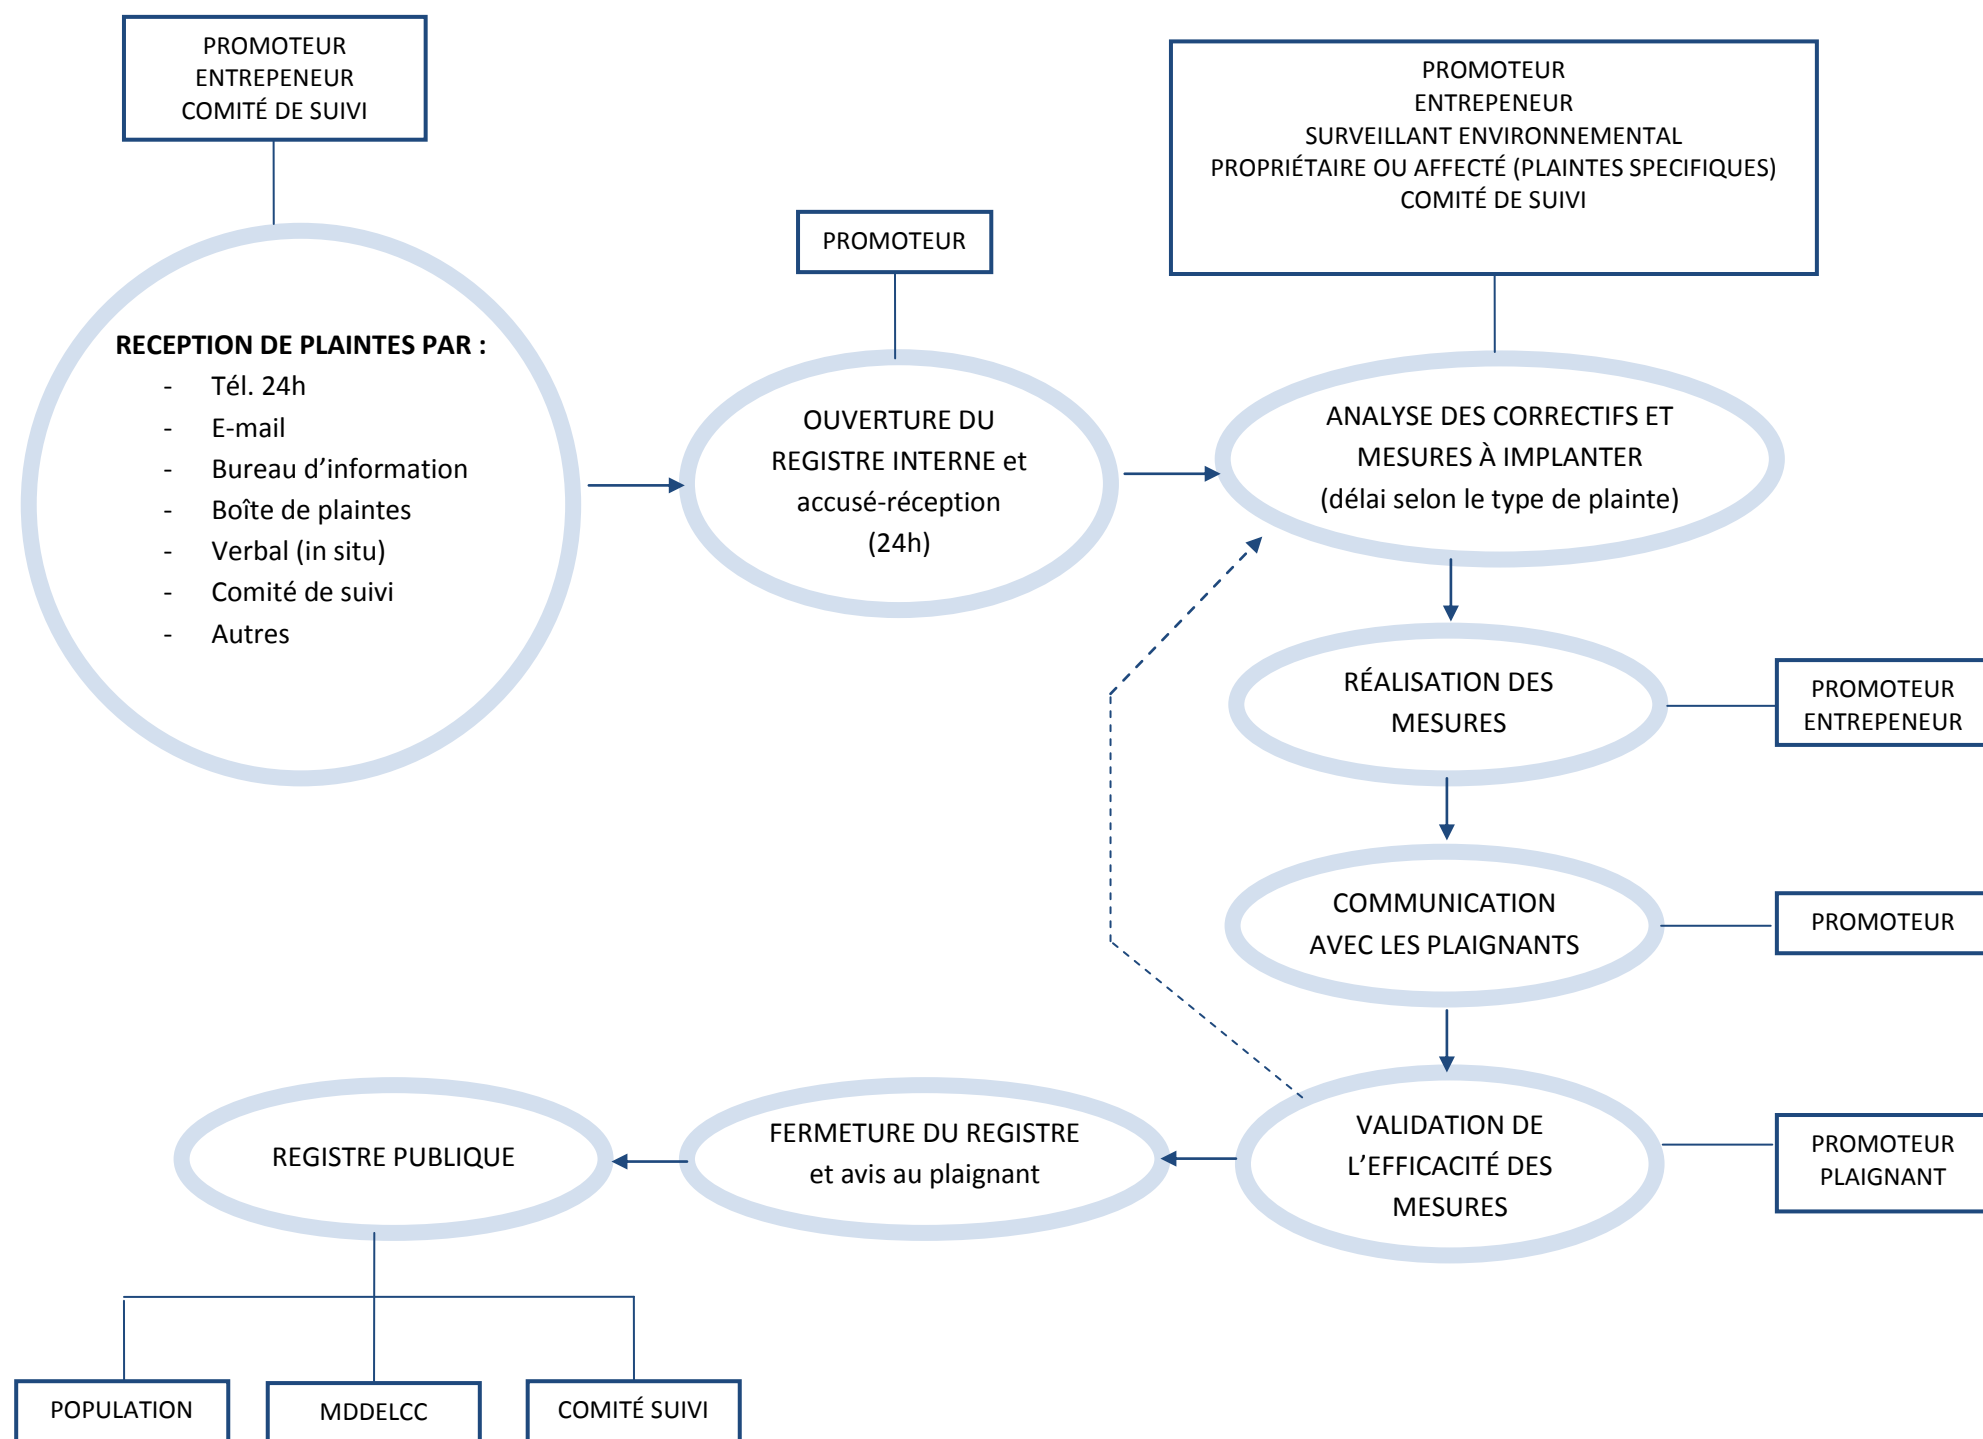 PROMOTEUR
ENTREPENEUR
COMITÉ DE SUIVI
RECEPTION DE PLAINTES PAR :
- Tél. 24h
- E-mail
- Bureau d’information
- Boîte de plaintes
- Verbal (in situ)
- Comité de suivi
- Autres
PROMOTEUR
OUVERTURE DU
REGISTRE INTERNE et
accusé-réception
(24h)
PROMOTEUR
ENTREPENEUR
SURVEILLANT ENVIRONNEMENTAL
PROPRIÉTAIRE OU AFFECTÉ (PLAINTES SPECIFIQUES)
COMITÉ DE SUIVI
ANALYSE DES CORRECTIFS ET
MESURES À IMPLANTER
(délai selon le type de plainte)
RÉALISATION DES
MESURES
PROMOTEUR
ENTREPENEUR
COMMUNICATION
AVEC LES PLAIGNANTS
PROMOTEUR
VALIDATION DE
L’EFFICACITÉ DES
MESURES
PROMOTEUR
PLAIGNANT
FERMETURE DU REGISTRE
et avis au plaignant
REGISTRE PUBLIQUE
POPULATION
MDDELCC
COMITÉ SUIVI